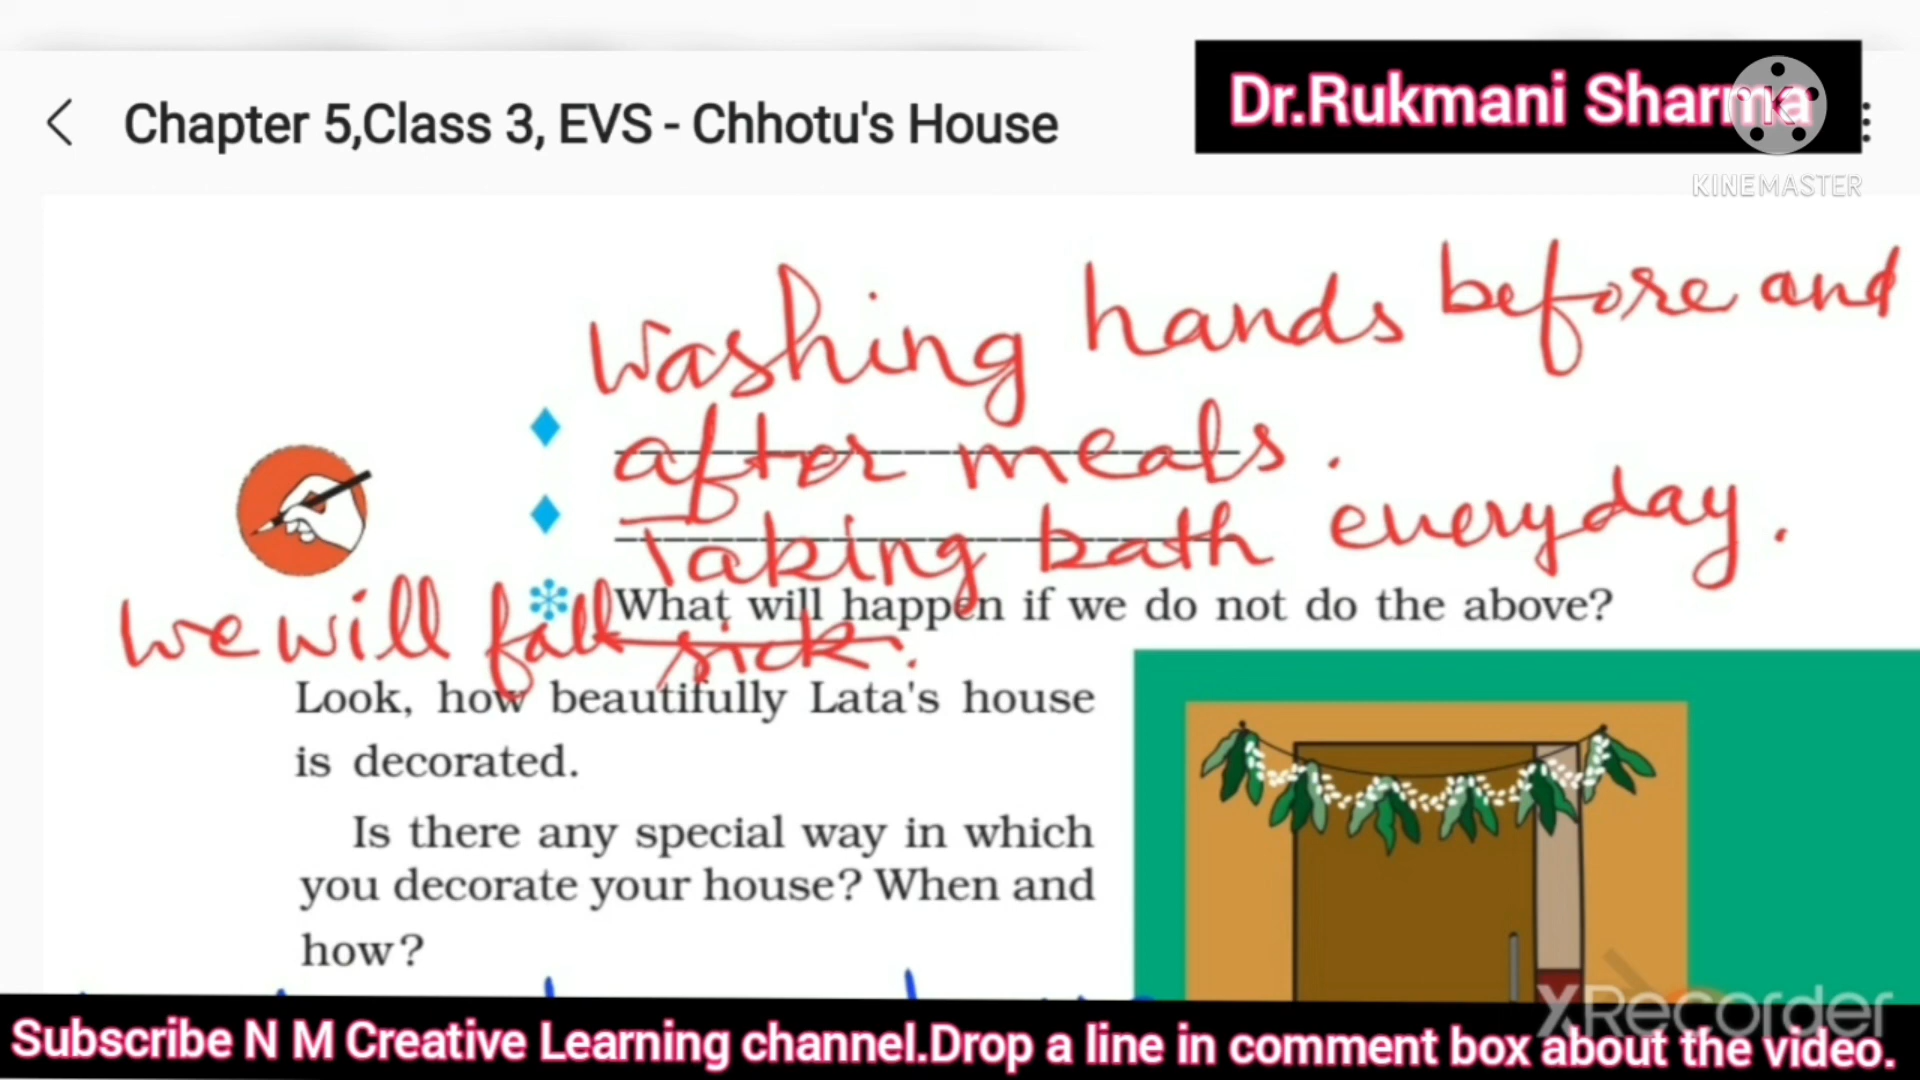 Chapter 5,Class 3, EVS - Chhotu's House
Dr.Rukmani Sharma
KINEMASTER
Washing hands before and
after meals.
Taking bath everyday.
What will happen if we do not do the above?
We will fall sick.
Look, how beautifully Lata's house
is decorated.
Is there any special way in which
you decorate your house? When and
how?
XRecorder
Subscribe N M Creative Learning channel.Drop a line in comment box about the video.